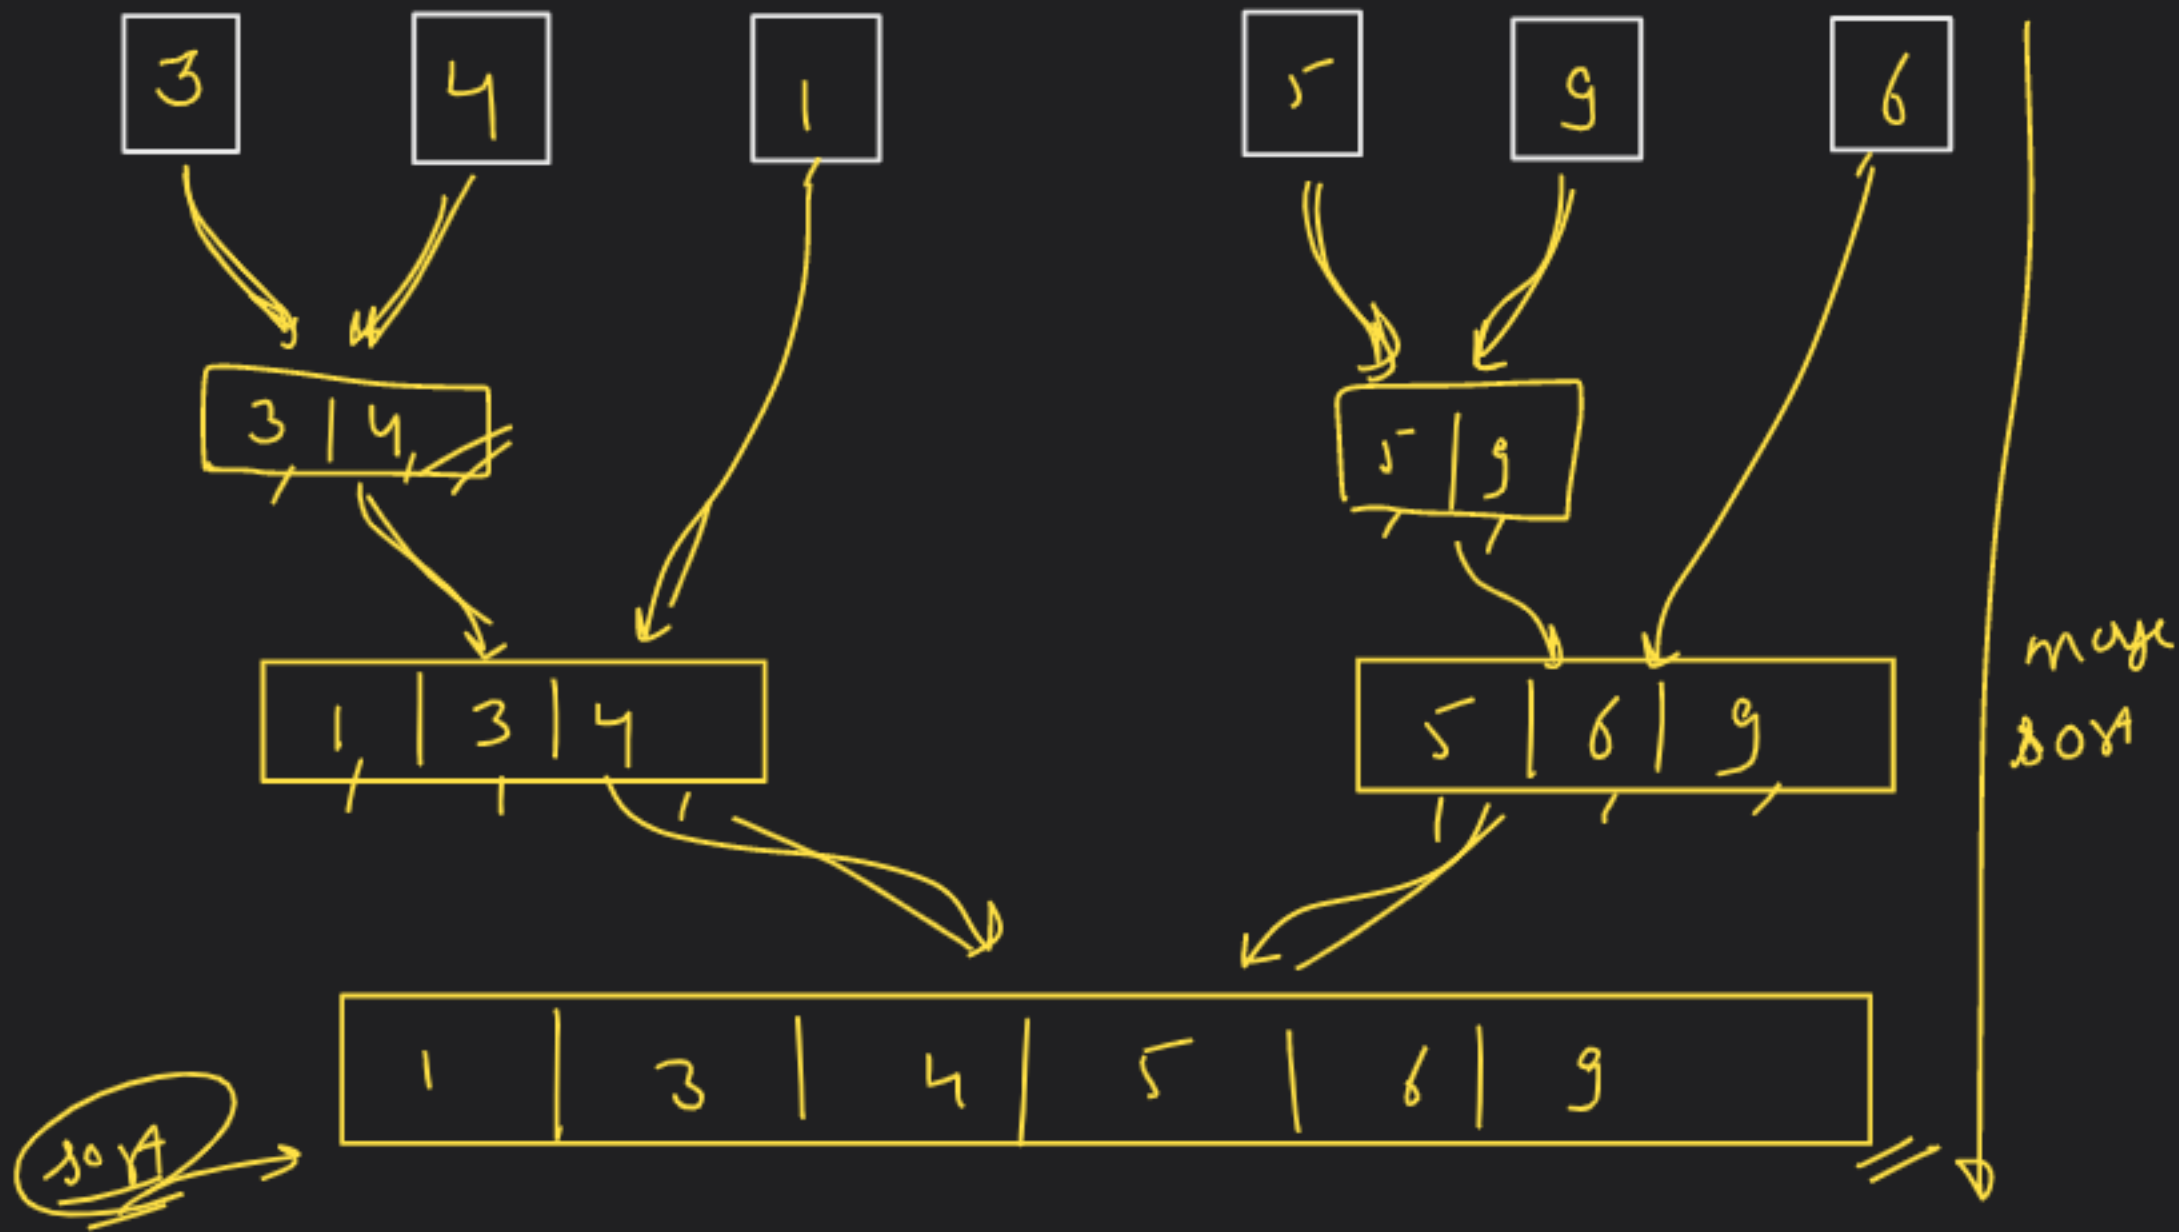 3 4 1 5 9 6
3 | 4 5 | 9
1 | 3 | 4 5 | 6 | 9
merge
sort
1 | 3 | 4 | 5 | 6 | 9
sort